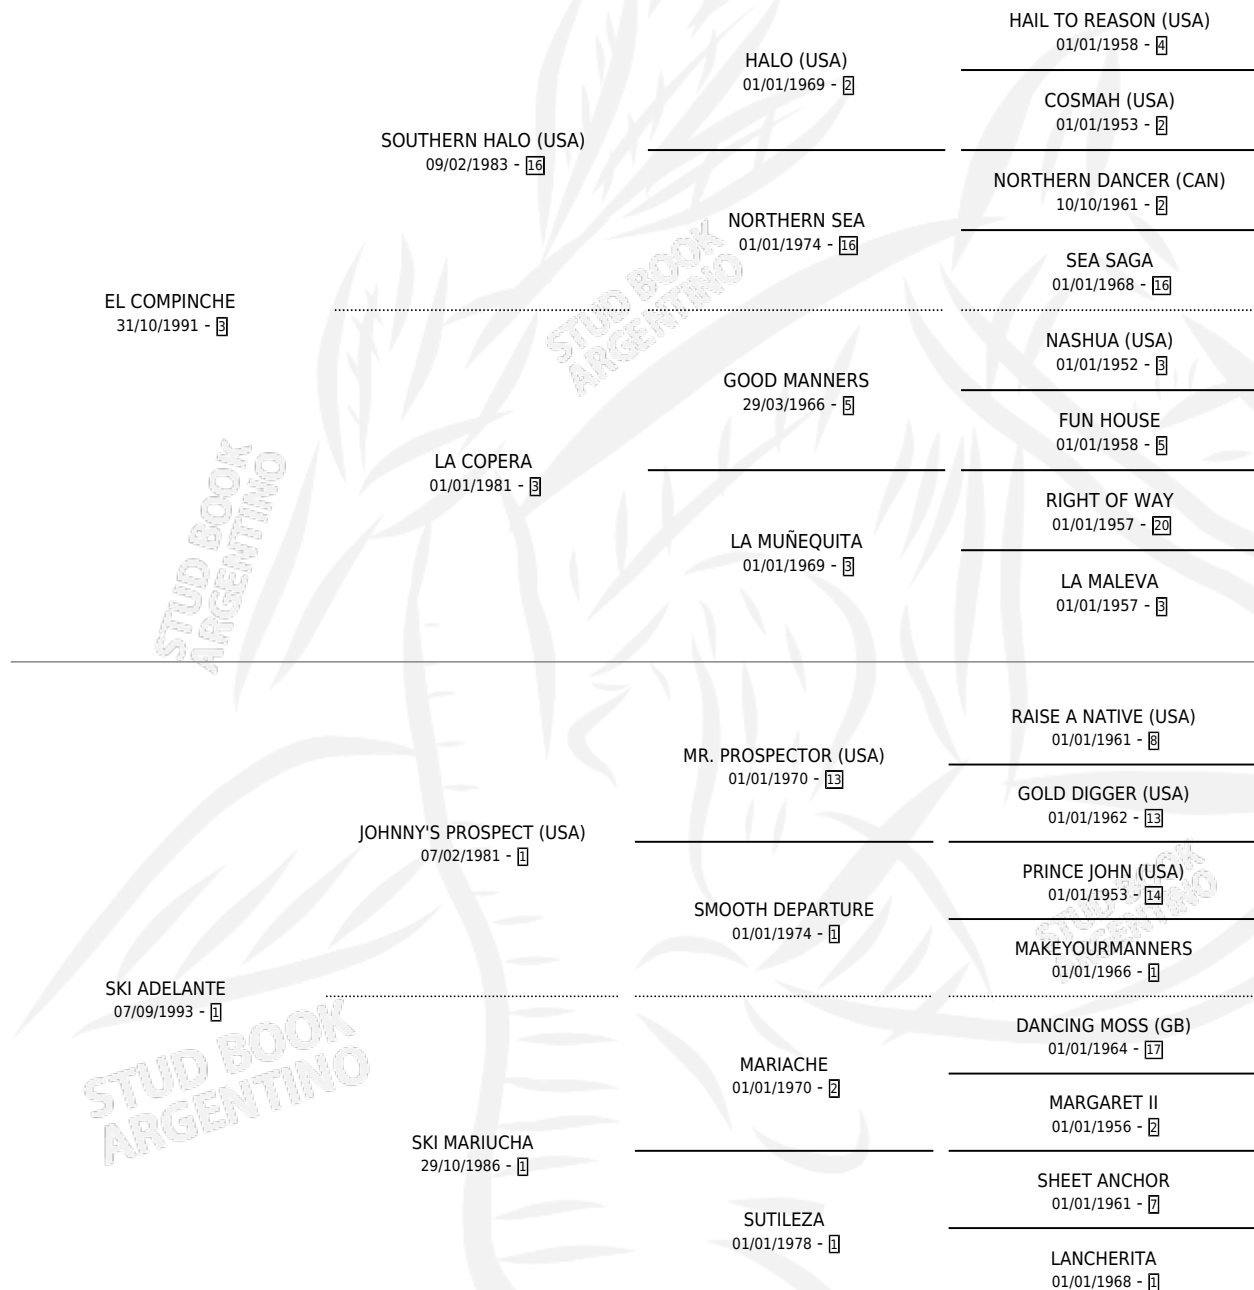 HAIL TO REASON (USA)
01/01/1958 - 4
HALO (USA)
01/01/1969 - 2
COSMAH (USA)
01/01/1953 - 2
SOUTHERN HALO (USA)
09/02/1983 - 16
NORTHERN DANCER (CAN)
10/10/1961 - 2
NORTHERN SEA
01/01/1974 - 16
SEA SAGA
01/01/1968 - 16
EL COMPINCHE
31/10/1991 - 3
STUD BOOK
ARGENTINO
NASHUA (USA)
01/01/1952 - 3
GOOD MANNERS
29/03/1966 - 5
FUN HOUSE
01/01/1958 - 5
LA COPERA
01/01/1981 - 3
RIGHT OF WAY
01/01/1957 - 20
LA MUÑEQUITA
01/01/1969 - 3
LA MALEVA
01/01/1957 - 3
STUD BOOK
ARGENTINO
RAISE A NATIVE (USA)
01/01/1961 - 8
MR. PROSPECTOR (USA)
01/01/1970 - 13
GOLD DIGGER (USA)
01/01/1962 - 13
JOHNNY'S PROSPECT (USA)
07/02/1981 - 1
PRINCE JOHN (USA)
01/01/1953 - 14
SMOOTH DEPARTURE
01/01/1974 - 1
STUD BOOK
ARGENTINO
MAKEYOURMANNERS
01/01/1966 - 1
SKI ADELANTE
07/09/1993 - 1
DANCING MOSS (GB)
01/01/1964 - 17
MARIACHE
01/01/1970 - 2
MARGARET II
01/01/1956 - 2
STUD BOOK
ARGENTINO
SKI MARIUCHA
29/10/1986 - 1
SHEET ANCHOR
01/01/1961 - 7
SUTILEZA
01/01/1978 - 1
LANCHERITA
01/01/1968 - 1